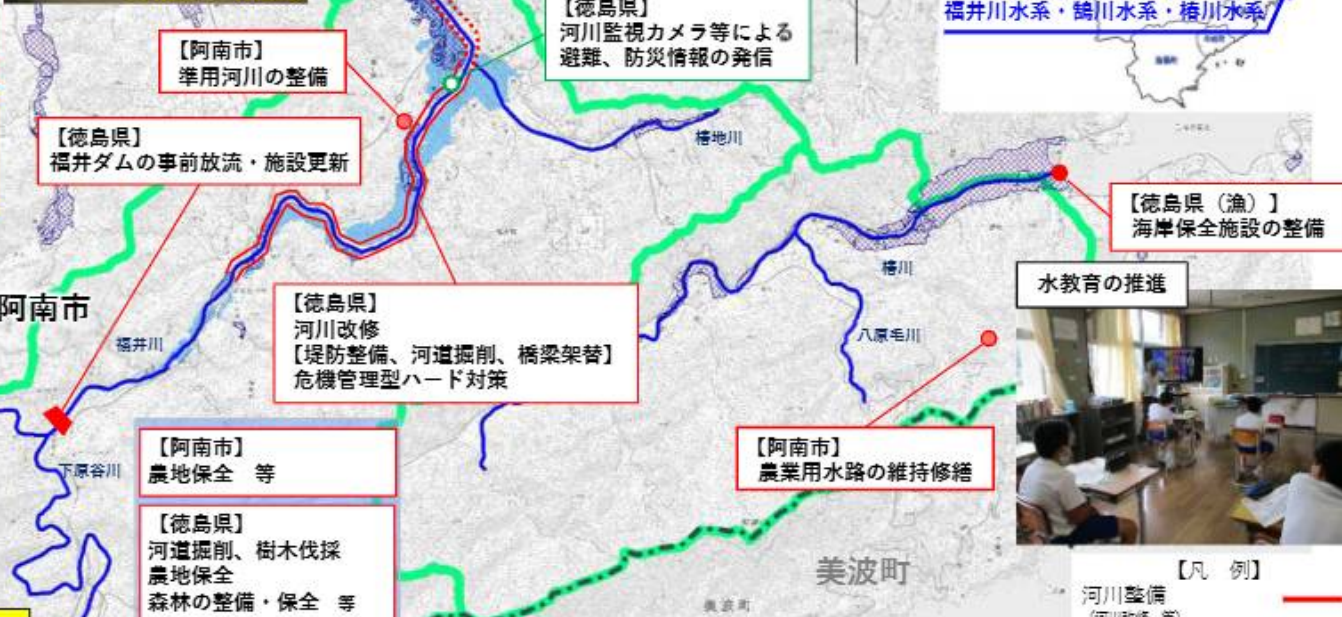 【徳島県】
河川監視カメラ等による
避難、防災情報の発信
福井川水系・鵠川水系・椿川水系
【阿南市】
準用河川の整備
【徳島県】
福井ダムの事前放流・施設更新
椿地川
【徳島県（漁）】
海岸保全施設の整備
椿川
水教育の推進
阿南市
福井川
【徳島県】
河川改修
【堤防整備、河道掘削、橋梁架替】
危機管理型ハード対策
八原毛川
【阿南市】
農地保全　等
【阿南市】
農業用水路の維持修繕
下原谷川
【徳島県】
河道掘削、樹木伐採
農地保全
森林の整備・保全　等
美波町
美波町
【凡　例】
河川整備